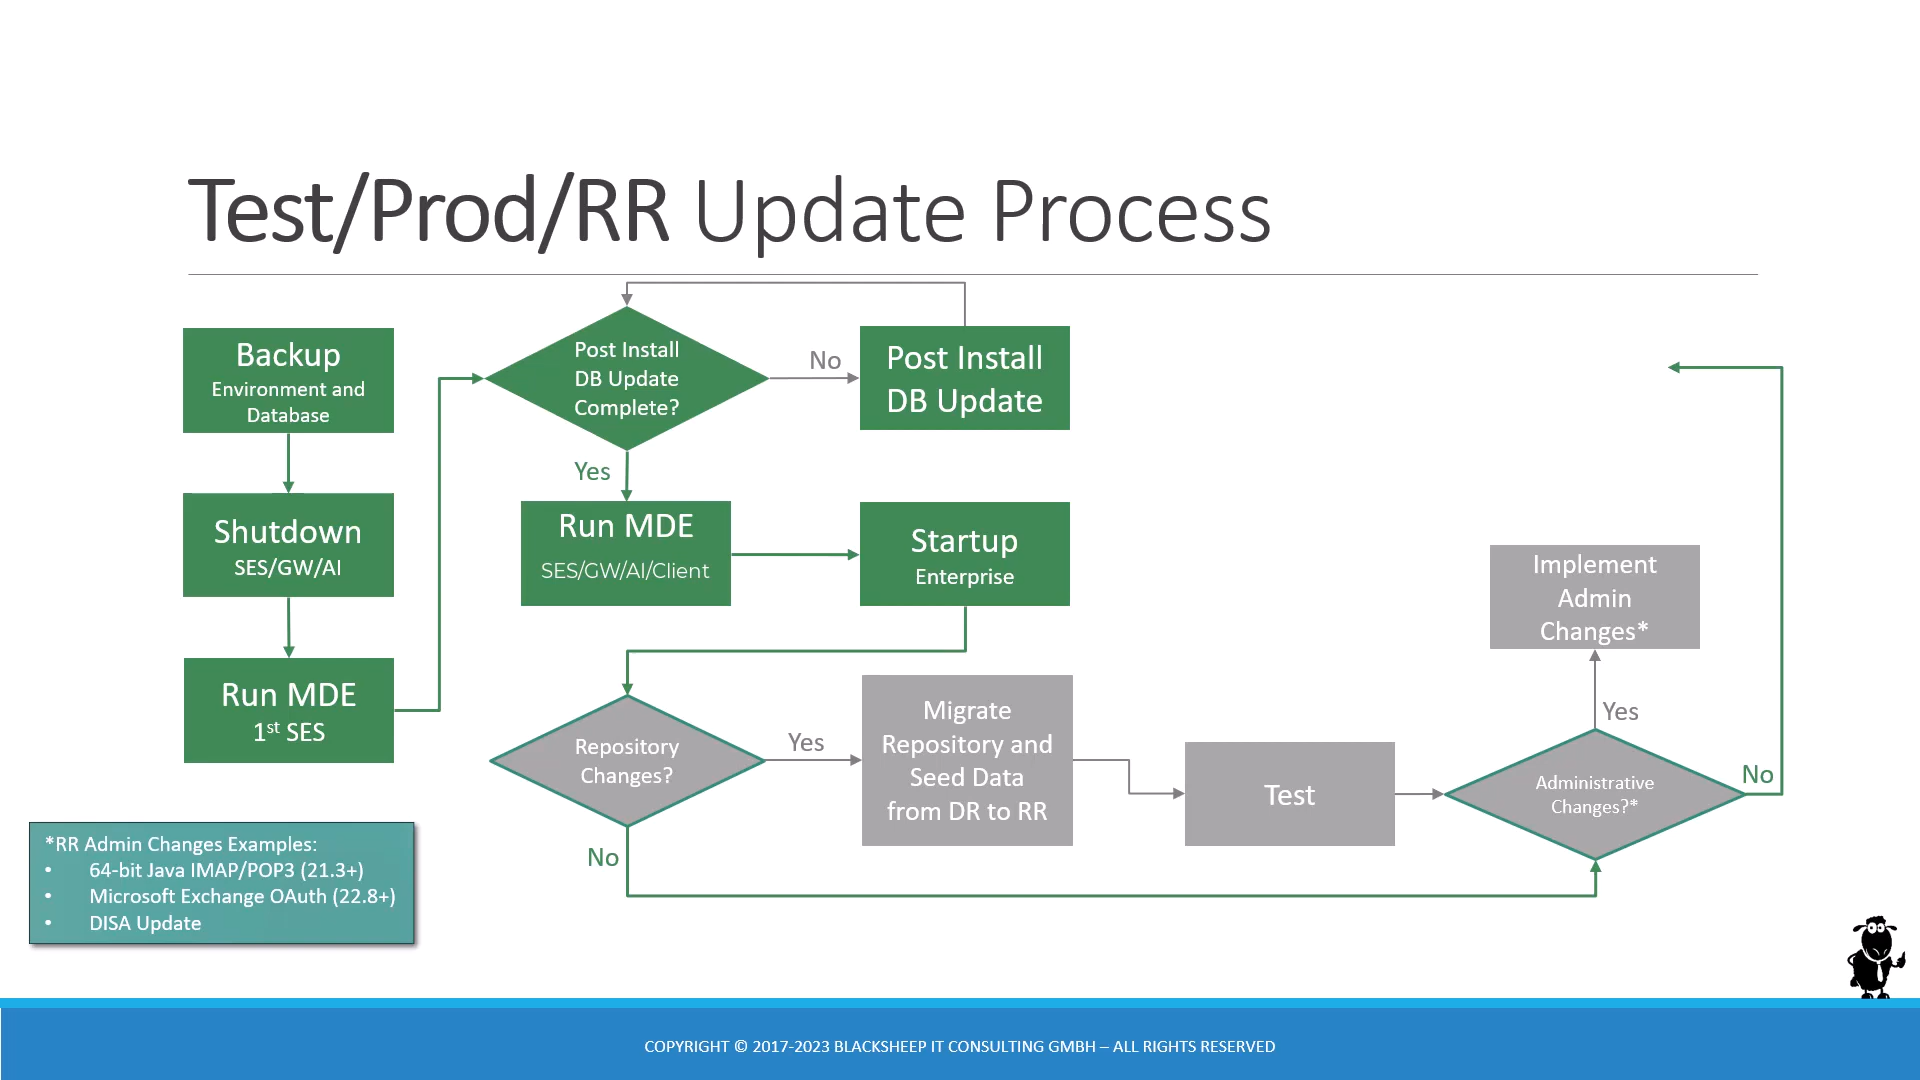 Test/Prod/RR Update Process
Backup
Environment and
Database
Shutdown
SES/GW/AI
Run MDE
1st SES
Post Install
DB Update
Complete?
No
Post Install
DB Update
Yes
Run MDE
SES/GW/AI/Client
Startup
Enterprise
Repository
Changes?
Yes
Migrate
Repository and
Seed Data
from DR to RR
Test
Administrative
Changes?*
Yes
Implement
Admin
Changes*
No
No
*RR Admin Changes Examples:
• 64-bit Java IMAP/POP3 (21.3+)
• Microsoft Exchange OAuth (22.8+)
• DISA Update
COPYRIGHT © 2017-2023 BLACKSHEEP IT CONSULTING GMBH – ALL RIGHTS RESERVED